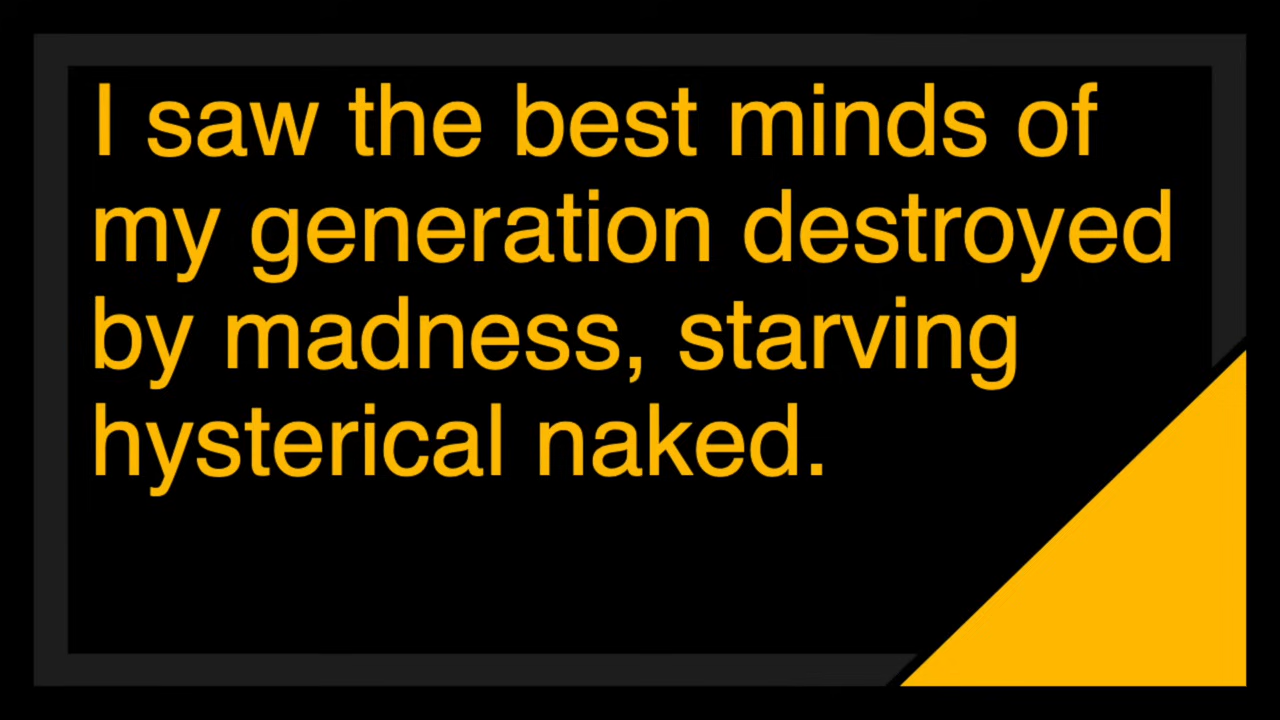 I saw the best minds of
my generation destroyed
by madness, starving
hysterical naked.